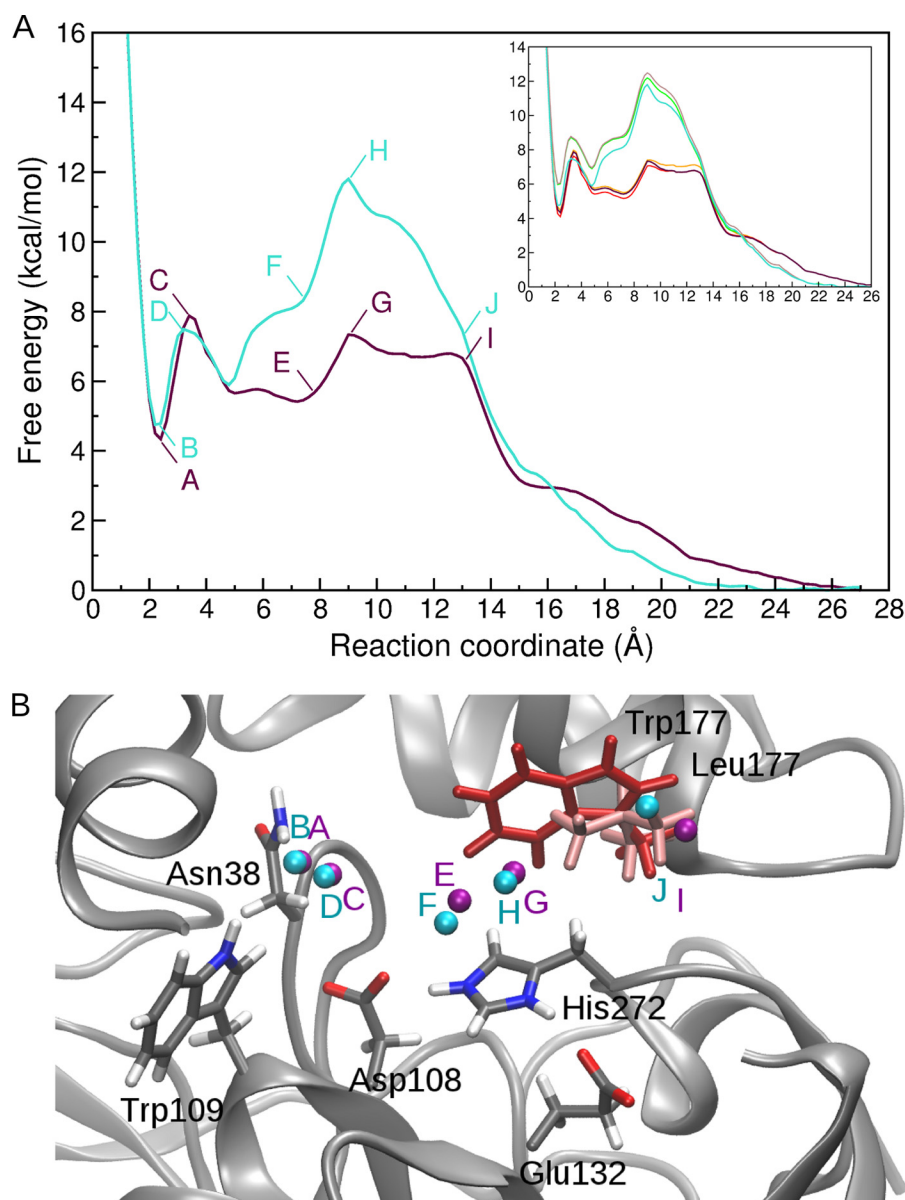 A
16
14
12
10
8
6
4
2
0
Free energy (kcal/mol)
0 2 4 6 8 10 12 14 16 18 20 22 24 26 28
Reaction coordinate (Å)
H
F
C
G
D
J
I
E
B
A
14
12
10
8
6
4
2
0
0 2 4 6 8 10 12 14 16 18 20 22 24 26
B
Trp177
Leu177
B A
Asn38
D C
E
F
H G
J I
His272
Asp108
Trp109
Glu132